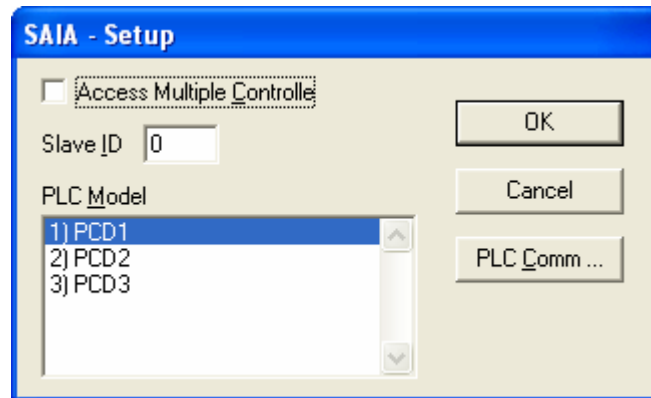 SAIA - Setup
Access Multiple Controlle
Slave ID 0
OK
PLC Model
Cancel
1) PCD1
2) PCD2
3) PCD3
PLC Comm ...